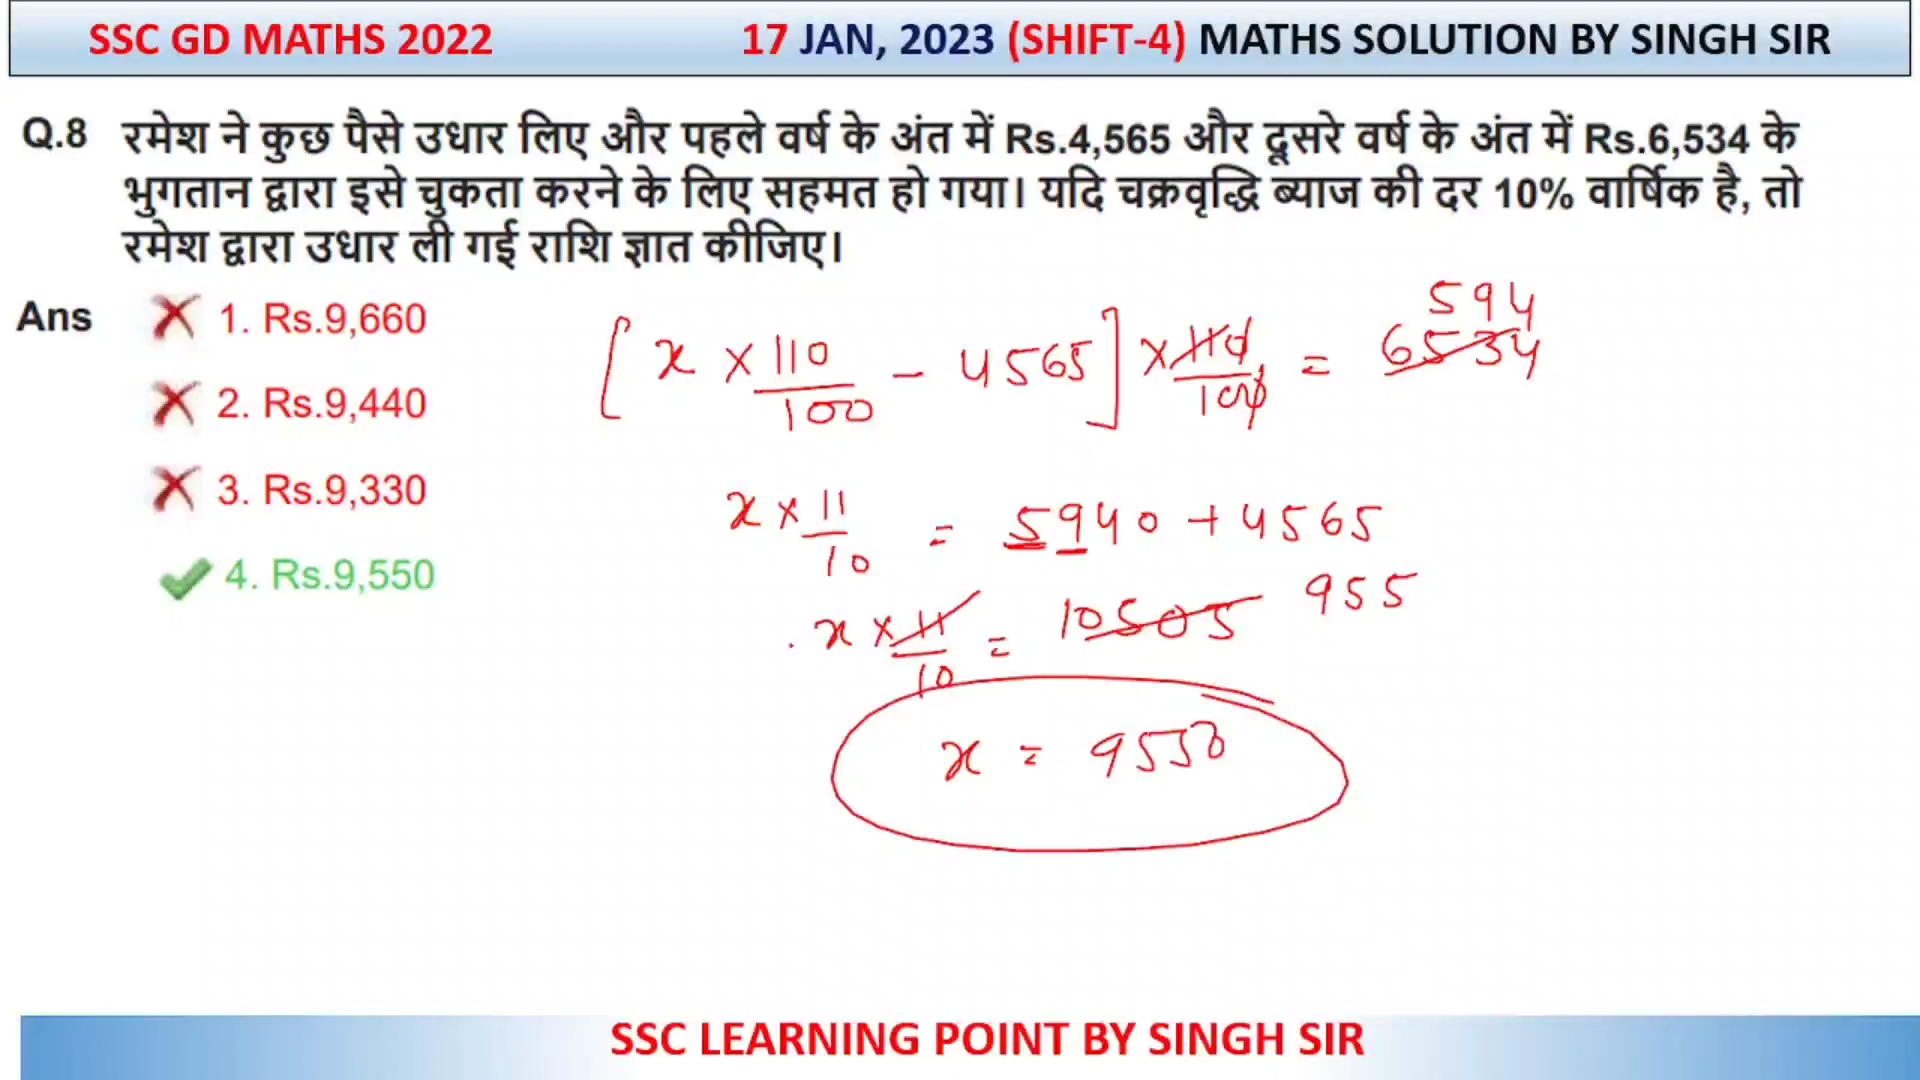 SSC GD MATHS 2022 17 JAN, 2023 (SHIFT-4) MATHS SOLUTION BY SINGH SIR
Q.8 रमेश ने कुछ पैसे उधार लिए और पहले वर्ष के अंत में Rs.4,565 और दूसरे वर्ष के अंत में Rs.6,534 के
भुगतान द्वारा इसे चुकता करने के लिए सहमत हो गया। यदि चक्रवृद्धि ब्याज की दर 10% वार्षिक है, तो
रमेश द्वारा उधार ली गई राशि ज्ञात कीजिए।
Ans 1. Rs.9,660
2. Rs.9,440
3. Rs.9,330
4. Rs.9,550
594
[x × 110/100 - 4565] × 110/100 = 6534
x × 11/10 = 5940 + 4565
x × 11/10 = 10505 955
x = 9550
SSC LEARNING POINT BY SINGH SIR